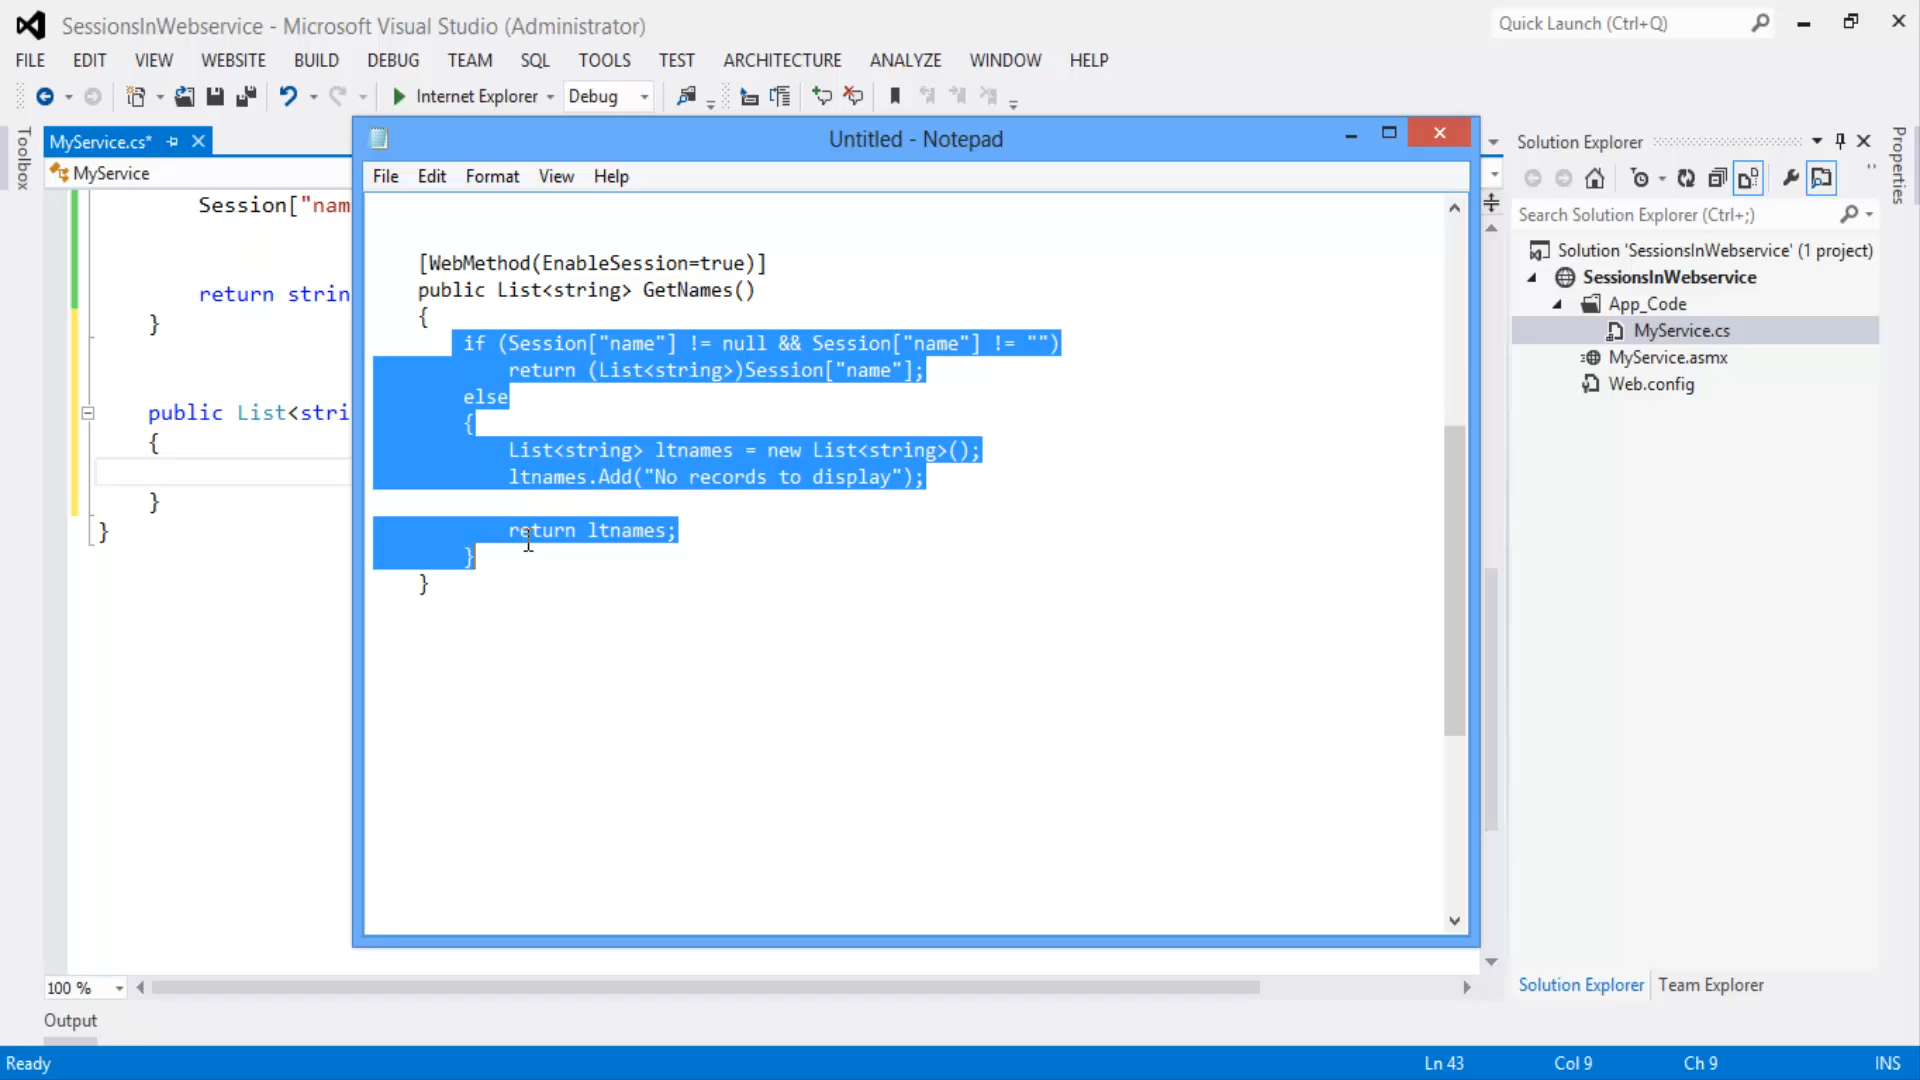 SessionsInWebservice - Microsoft Visual Studio (Administrator)
Quick Launch (Ctrl+Q)
FILE EDIT VIEW WEBSITE BUILD DEBUG TEAM SQL TOOLS TEST ARCHITECTURE ANALYZE WINDOW HELP
Internet Explorer Debug
Toolbox
MyService.cs*
MyService
Session["nam
return strin
}
public List<stri
{
}
}
Untitled - Notepad
File Edit Format View Help
[WebMethod(EnableSession=true)]
public List<string> GetNames()
{
if (Session["name"] != null && Session["name"] != "")
return (List<string>)Session["name"];
else
{
List<string> ltnames = new List<string>();
ltnames.Add("No records to display");
return ltnames;
}
}
Solution Explorer
Search Solution Explorer (Ctrl+;)
Solution 'SessionsInWebservice' (1 project)
SessionsInWebservice
App_Code
MyService.cs
MyService.asmx
Web.config
Properties
100 %
Solution Explorer Team Explorer
Output
Ready Ln 43 Col 9 Ch 9 INS